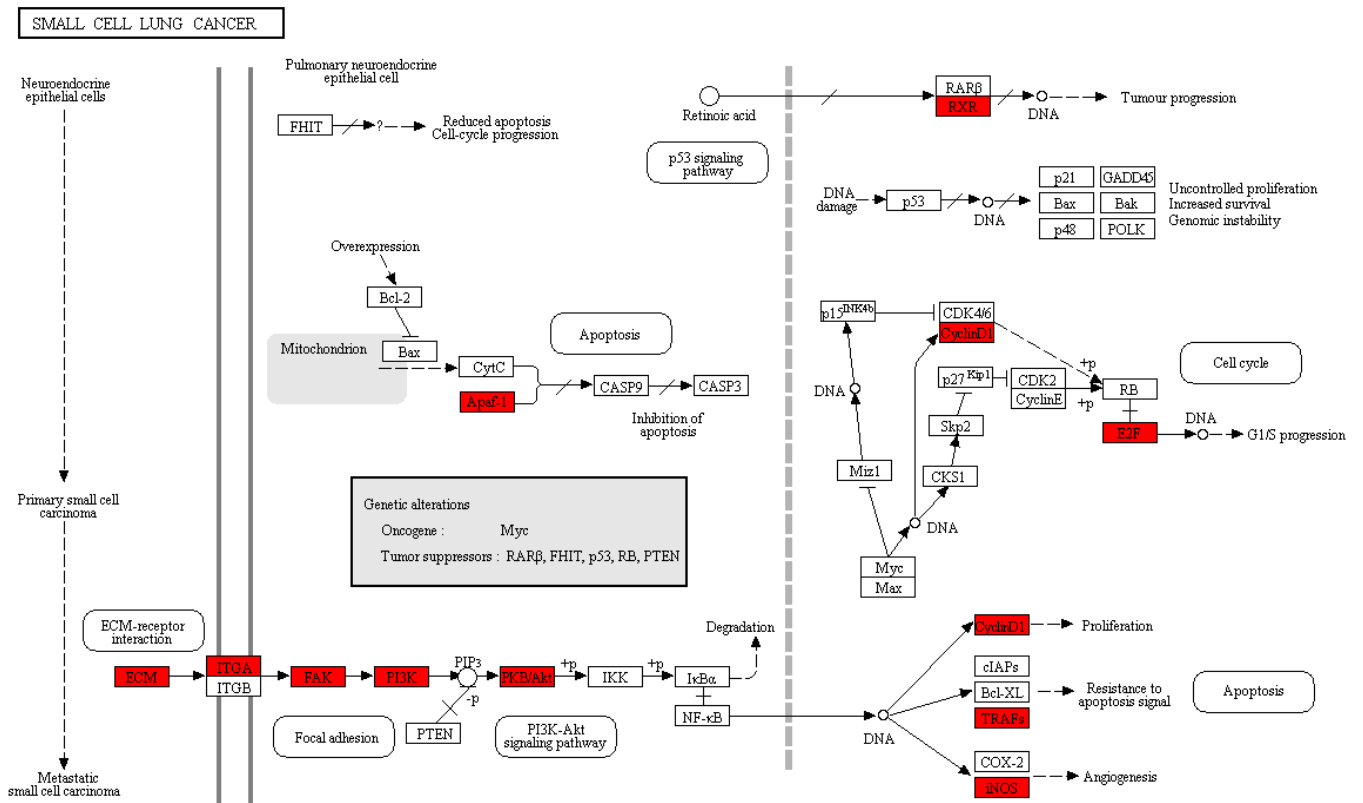 SMALL CELL LUNG CANCER
Neuroendocrine
epithelial cells
Primary small cell
carcinoma
Metastatic
small cell carcinoma
Pulmonary neuroendocrine
epithelial cell
FHIT
?
Reduced apoptosis
Cell-cycle progression
Retinoic acid
RARβ
RXR
DNA
Tumour progression
p53 signaling
pathway
DNA
damage
p53
DNA
p21
GADD45
Bax
Bak
p48
POLK
Uncontrolled proliferation
Increased survival
Genomic instability
Overexpression
Bcl-2
Mitochondrion
Bax
Apoptosis
CytC
Apaf-1
CASP9
CASP3
Inhibition of
apoptosis
p15INK4b
CDK4/6
CyclinD1
DNA
p27Kip1
CDK2
CyclinE
+p
+p
RB
Cell cycle
Skp2
E2F
DNA
G1/S progression
Miz1
CKS1
DNA
Myc
Max
Genetic alterations
Oncogene : Myc
Tumor suppressors : RARβ, FHIT, p53, RB, PTEN
ECM-receptor
interaction
ECM
ITGA
ITGB
FAK
PI3K
PIP3
-p
PTEN
PKB/Akt
+p
IKK
+p
IκBα
NF-κB
Degradation
Focal adhesion
PI3K-Akt
signaling pathway
DNA
CyclinD1
Proliferation
cIAPs
Bcl-XL
TRAFs
Resistance to
apoptosis signal
Apoptosis
COX-2
iNOS
Angiogenesis